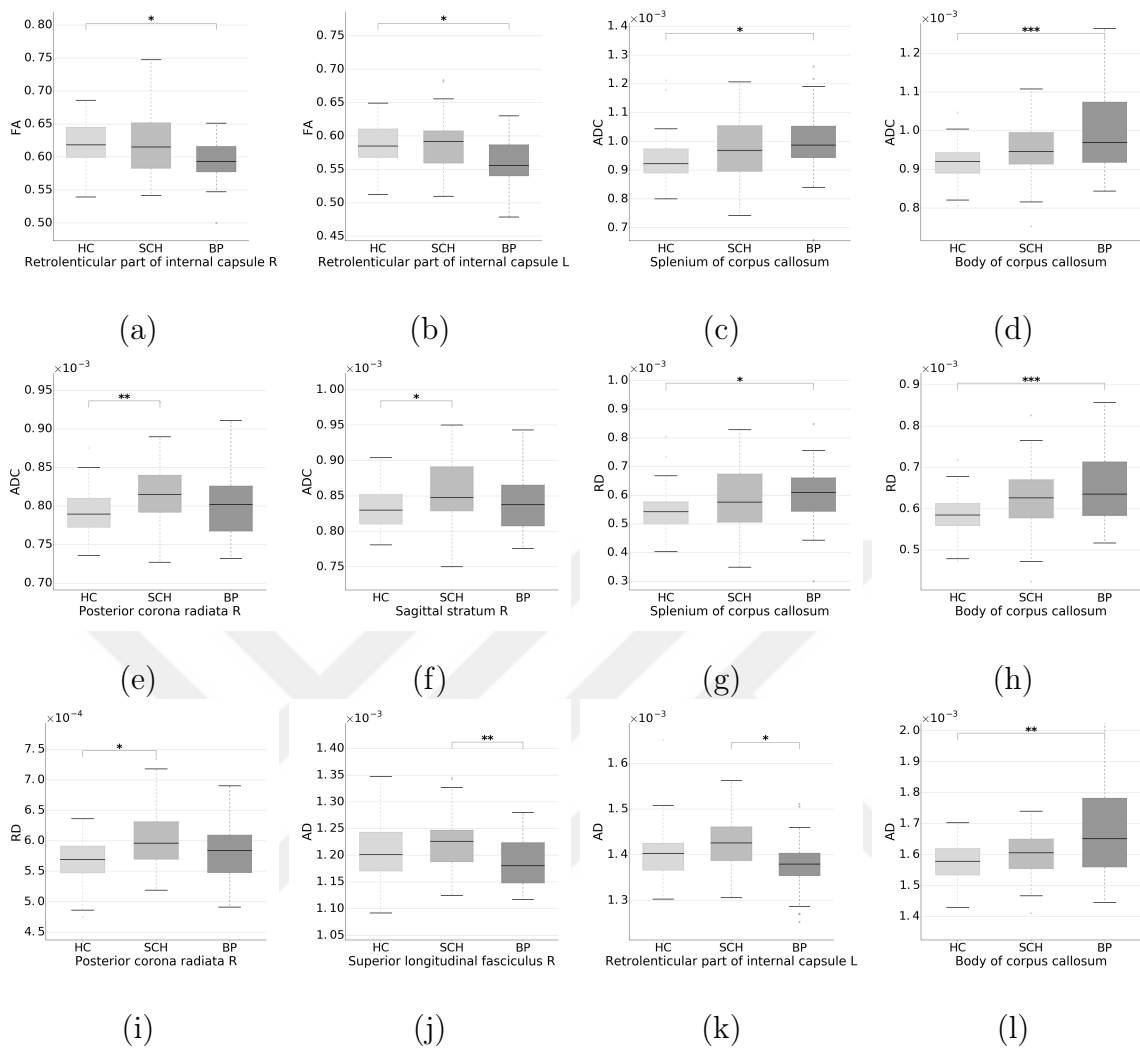 *
0.80
0.75
0.70
0.65
0.60
0.55
0.50
FA
HC SCH BP
Retrolenticular part of internal capsule R
(a)
*
0.75
0.70
0.65
0.60
0.55
0.50
0.45
FA
HC SCH BP
Retrolenticular part of internal capsule L
(b)
×10⁻³
*
1.4
1.3
1.2
1.1
1.0
0.9
0.8
0.7
ADC
HC SCH BP
Splenium of corpus callosum
(c)
×10⁻³
***
1.2
1.1
1.0
0.9
0.8
ADC
HC SCH BP
Body of corpus callosum
(d)
×10⁻³
**
0.95
0.90
0.85
0.80
0.75
0.70
ADC
HC SCH BP
Posterior corona radiata R
(e)
×10⁻³
*
1.00
0.95
0.90
0.85
0.80
0.75
ADC
HC SCH BP
Sagittal stratum R
(f)
×10⁻³
*
1.0
0.9
0.8
0.7
0.6
0.5
0.4
0.3
RD
HC SCH BP
Splenium of corpus callosum
(g)
×10⁻³
***
0.9
0.8
0.7
0.6
0.5
RD
HC SCH BP
Body of corpus callosum
(h)
×10⁻⁴
*
7.5
7.0
6.5
6.0
5.5
5.0
4.5
RD
HC SCH BP
Posterior corona radiata R
(i)
×10⁻³
**
1.40
1.35
1.30
1.25
1.20
1.15
1.10
1.05
AD
HC SCH BP
Superior longitudinal fasciculus R
(j)
×10⁻³
*
1.6
1.5
1.4
1.3
AD
HC SCH BP
Retrolenticular part of internal capsule L
(k)
×10⁻³
**
2.0
1.9
1.8
1.7
1.6
1.5
1.4
AD
HC SCH BP
Body of corpus callosum
(l)